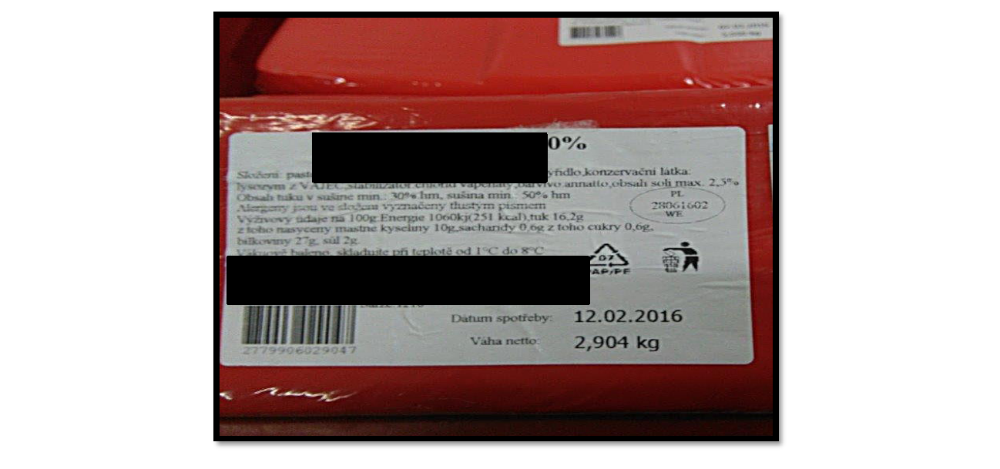 0%
Složení: past
ýřidlo,konzervační látka:
lysozym z VAJEC,stabilizátor chlorid vápenatý,barvivo annatto,obsah soli max. 2,5%
Obsah tuku v sušině min.: 30% hm, sušina min.: 50% hm
Alergeny jsou ve složení vyznačeny tlustým písmem
Výživový údaje na 100g:Energie 1060kj(251 kcal),tuk 16,2g
z toho nasyceny mastné kyseliny 10g,sacharidy 0,6g z toho cukry 0,6g,
bílkoviny 27g, sůl 2g.
Vákuově baleno, skladujte při teplotě od 1°C do 8°C
PL
28061602
WE
07
PAP/PE
Dátum spotřeby: 12.02.2016
Váha netto: 2,904 kg
2779906029047